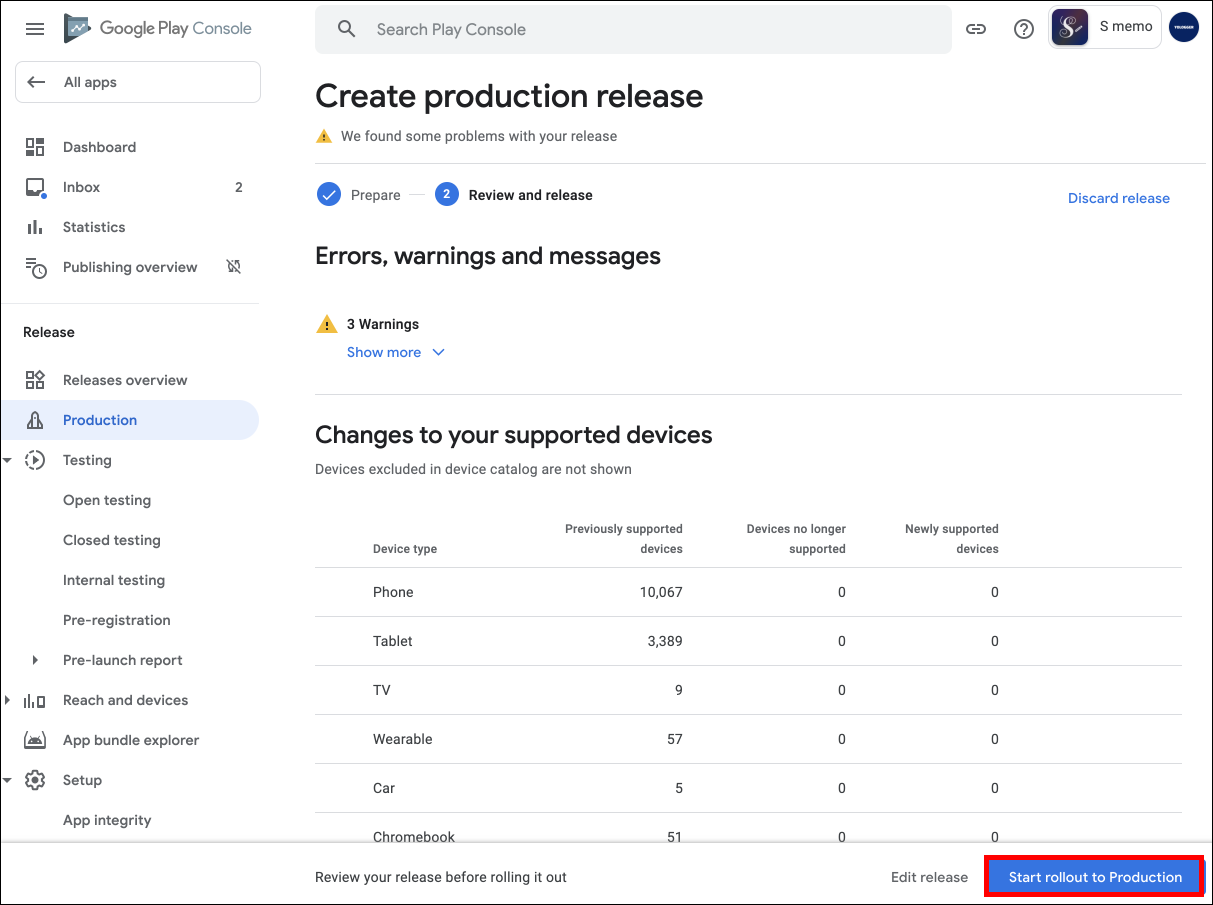 Google Play Console
Search Play Console
S memo
YOLOGGER
All apps
Dashboard
Inbox 2
Statistics
Publishing overview
Release
Releases overview
Production
Testing
Open testing
Closed testing
Internal testing
Pre-registration
Pre-launch report
Reach and devices
App bundle explorer
Setup
App integrity
Create production release
We found some problems with your release
Prepare
2 Review and release
Discard release
Errors, warnings and messages
3 Warnings
Show more
Changes to your supported devices
Devices excluded in device catalog are not shown
Device type
Previously supported
devices
Devices no longer
supported
Newly supported
devices
Phone 10,067 0 0
Tablet 3,389 0 0
TV 9 0 0
Wearable 57 0 0
Car 5 0 0
Chromebook 51 0 0
Review your release before rolling it out
Edit release
Start rollout to Production